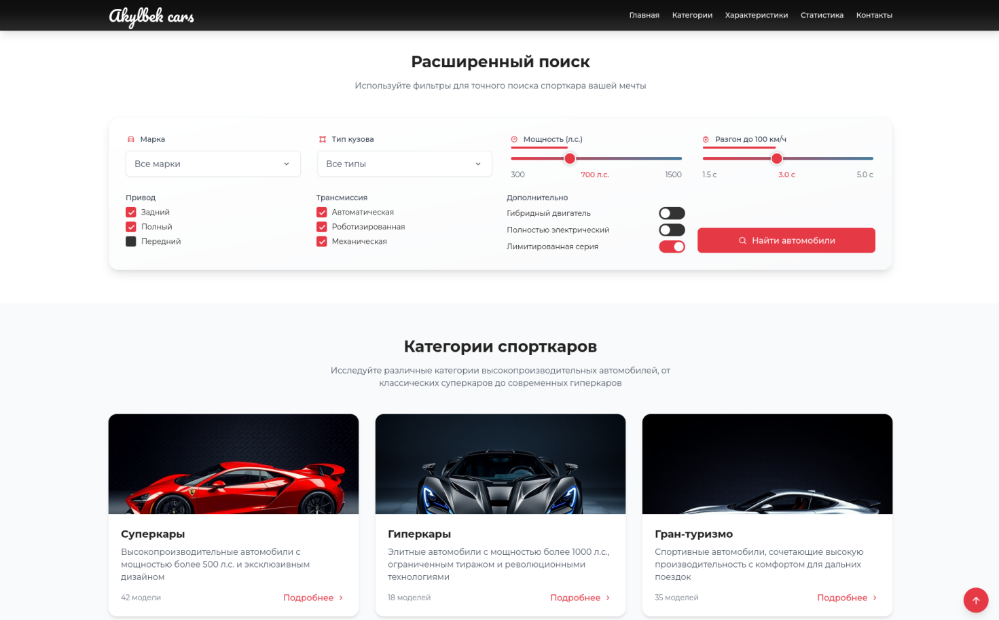 Akylbek cars
Главная Категории Характеристики Статистика Контакты
Расширенный поиск
Используйте фильтры для точного поиска спорткара вашей мечты
Марка
Все марки
Тип кузова
Все типы
Мощность (л.с.)
300 700 л.с. 1500
Разгон до 100 км/ч
1.5 с 3.0 с 5.0 с
Привод
Задний
Полный
Передний
Трансмиссия
Автоматическая
Роботизированная
Механическая
Дополнительно
Гибридный двигатель
Полностью электрический
Лимитированная серия
Найти автомобили
Категории спорткаров
Исследуйте различные категории высокопроизводительных автомобилей, от
классических суперкаров до современных гиперкаров
Суперкары
Высокопроизводительные автомобили с
мощностью более 500 л.с. и эксклюзивным
дизайном
42 модели Подробнее
Гиперкары
Элитные автомобили с мощностью более 1000 л.с.,
ограниченным тиражом и революционными
технологиями
18 моделей Подробнее
Гран-туризмо
Спортивные автомобили, сочетающие высокую
производительность с комфортом для дальних
поездок
35 моделей Подробнее